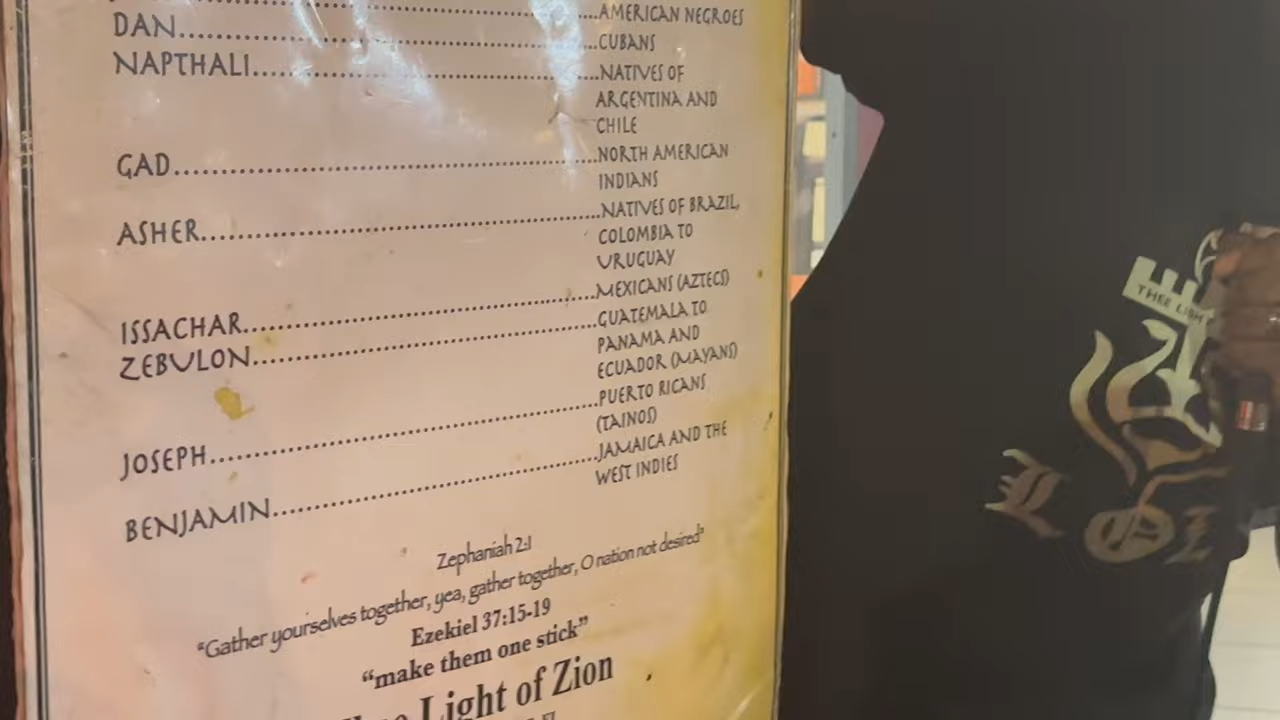 AMERICAN NEGROES
DAN..............................CUBANS
NAPTHALI..............................NATIVES OF
ARGENTINA AND
CHILE
GAD..............................NORTH AMERICAN
INDIANS
ASHER..............................NATIVES OF BRAZIL,
COLOMBIA TO
URUGUAY
ISSACHAR..............................MEXICANS (AZTECS)
ZEBULON..............................GUATEMALA TO
PANAMA AND
ECUADOR (MAYANS)
JOSEPH..............................PUERTO RICANS
(TAINOS)
BENJAMIN..............................JAMAICA AND THE
WEST INDIES
Zephaniah 2:1
"Gather yourselves together, yea, gather together, O nation not desired"
Ezekiel 37:15-19
"make them one stick"
Light of Zion
THEE LIGH
L Oz